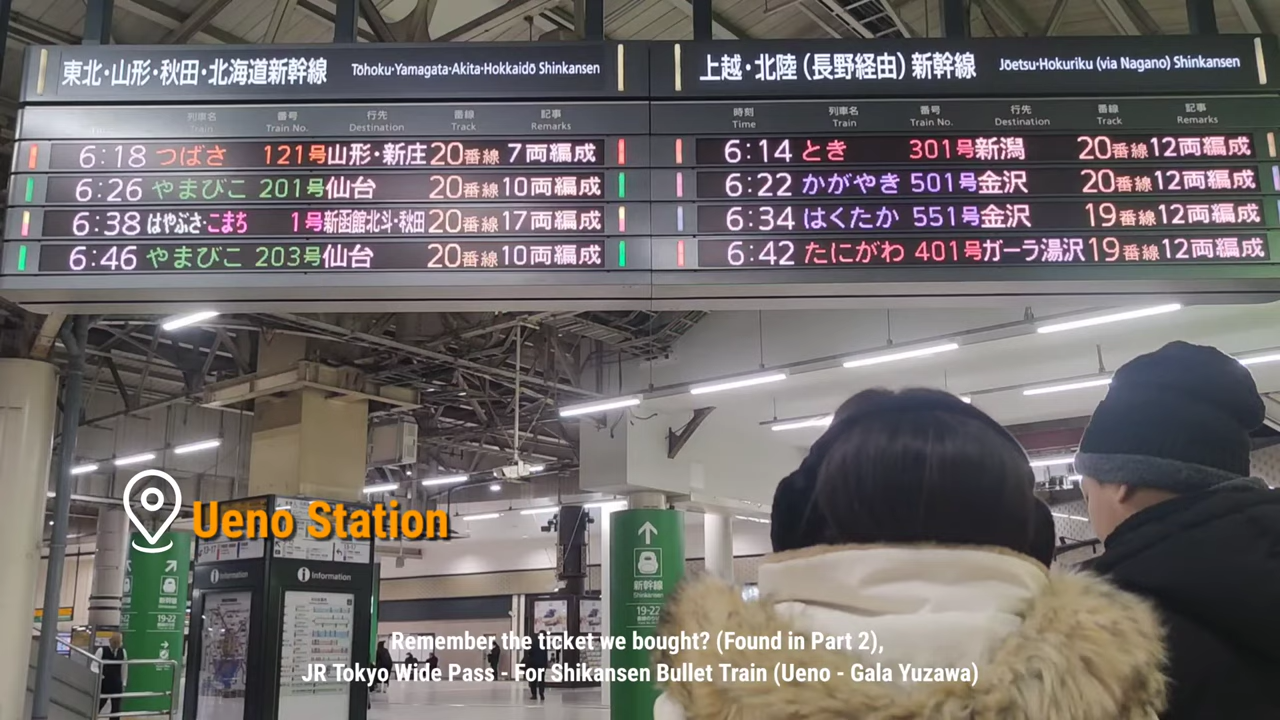 東北・山形・秋田・北海道新幹線 Tōhoku·Yamagata·Akita·Hokkaidō Shinkansen
列車名 番号 行先 番線 記事
Train Train No. Destination Track Remarks
6:18 つばさ 121号 山形・新庄 20番線 7両編成
6:26 やまびこ 201号 仙台 20番線 10両編成
6:38 はやぶさ・こまち 1号 新函館北斗・秋田 20番線 17両編成
6:46 やまびこ 203号 仙台 20番線 10両編成
上越・北陸（長野経由）新幹線 Jōetsu·Hokuriku (via Nagano) Shinkansen
時刻 列車名 番号 行先 番線 記事
Time Train Train No. Destination Track Remarks
6:14 とき 301号 新潟 20番線 12両編成
6:22 かがやき 501号 金沢 20番線 12両編成
6:34 はくたか 551号 金沢 19番線 12両編成
6:42 たにがわ 401号 ガーラ湯沢 19番線 12両編成
Ueno Station
Information
Information
新幹線
Shinkansen
19-22
新幹線
Shinkansen
19-22
Remember the ticket we bought? (Found in Part 2),
JR Tokyo Wide Pass - For Shikansen Bullet Train (Ueno - Gala Yuzawa)